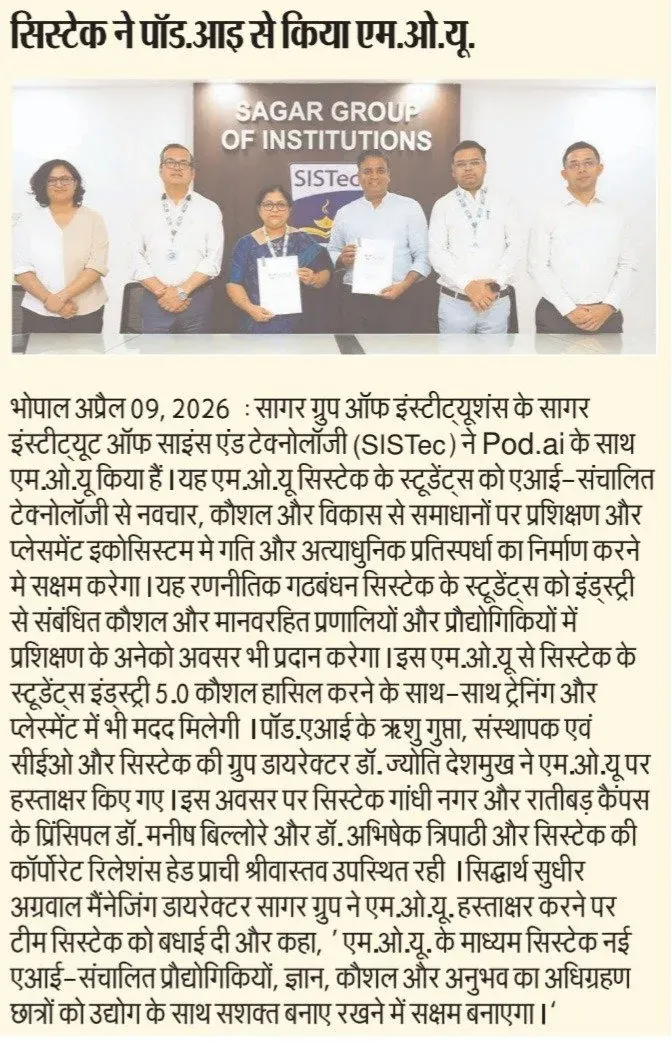 सिस्टेक ने पॉड.आइ से किया एम.ओ.यू.
SAGAR GROUP
OF INSTITUTIONS
SISTec
भोपाल अप्रैल 09, 2026 : सागर ग्रुप ऑफ इंस्टीट्यूशंस के सागर
इंस्टीट्यूट ऑफ साइंस एंड टेक्नोलॉजी (SISTec) ने Pod.ai के साथ
एम.ओ.यू किया हैं।यह एम.ओ.यू सिस्टेक के स्टूडेंट्स को एआई-संचालित
टेक्नोलॉजी से नवचार, कौशल और विकास से समाधानों पर प्रशिक्षण और
प्लेसमेंट इकोसिस्टम मे गति और अत्याधुनिक प्रतिस्पर्धा का निर्माण करने
मे सक्षम करेगा।यह रणनीतिक गठबंधन सिस्टेक के स्टूडेंट्स को इंड्स्ट्री
से संबंधित कौशल और मानवरहित प्रणालियों और प्रौद्योगिकियों में
प्रशिक्षण के अनेको अवसर भी प्रदान करेगा।इस एम.ओ.यू से सिस्टेक के
स्टूडेंट्स इंड्स्ट्री 5.0 कौशल हासिल करने के साथ-साथ ट्रेनिंग और
प्लेस्मेंट में भी मदद मिलेगी ।पॉड.एआई के ऋशु गुप्ता, संस्थापक एवं
सीईओ और सिस्टेक की ग्रुप डायरेक्टर डॉ. ज्योति देशमुख ने एम.ओ.यू पर
हस्ताक्षर किए गए।इस अवसर पर सिस्टेक गांधी नगर और रातीबड़ कैंपस
के प्रिंसिपल डॉ. मनीष बिल्लोरे और डॉ. अभिषेक त्रिपाठी और सिस्टेक की
कॉर्पोरेट रिलेशंस हेड प्राची श्रीवास्तव उपस्थित रही ।सिद्धार्थ सुधीर
अग्रवाल मैंनेजिंग डायरेक्टर सागर ग्रुप ने एम.ओ.यू. हस्ताक्षर करने पर
टीम सिस्टेक को बधाई दी और कहा, ' एम.ओ.यू. के माध्यम सिस्टेक नई
एआई-संचालित प्रौद्योगिकियों, ज्ञान, कौशल और अनुभव का अधिग्रहण
छात्रों को उद्योग के साथ सशक्त बनाए रखने में सक्षम बनाएगा।'